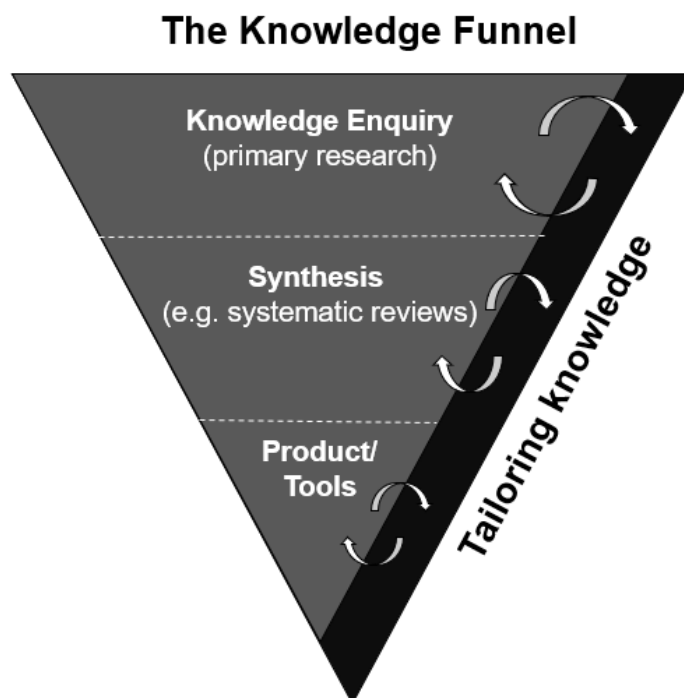 The Knowledge Funnel
Knowledge Enquiry
(primary research)
Synthesis
(e.g. systematic reviews)
Product/
Tools
Tailoring knowledge